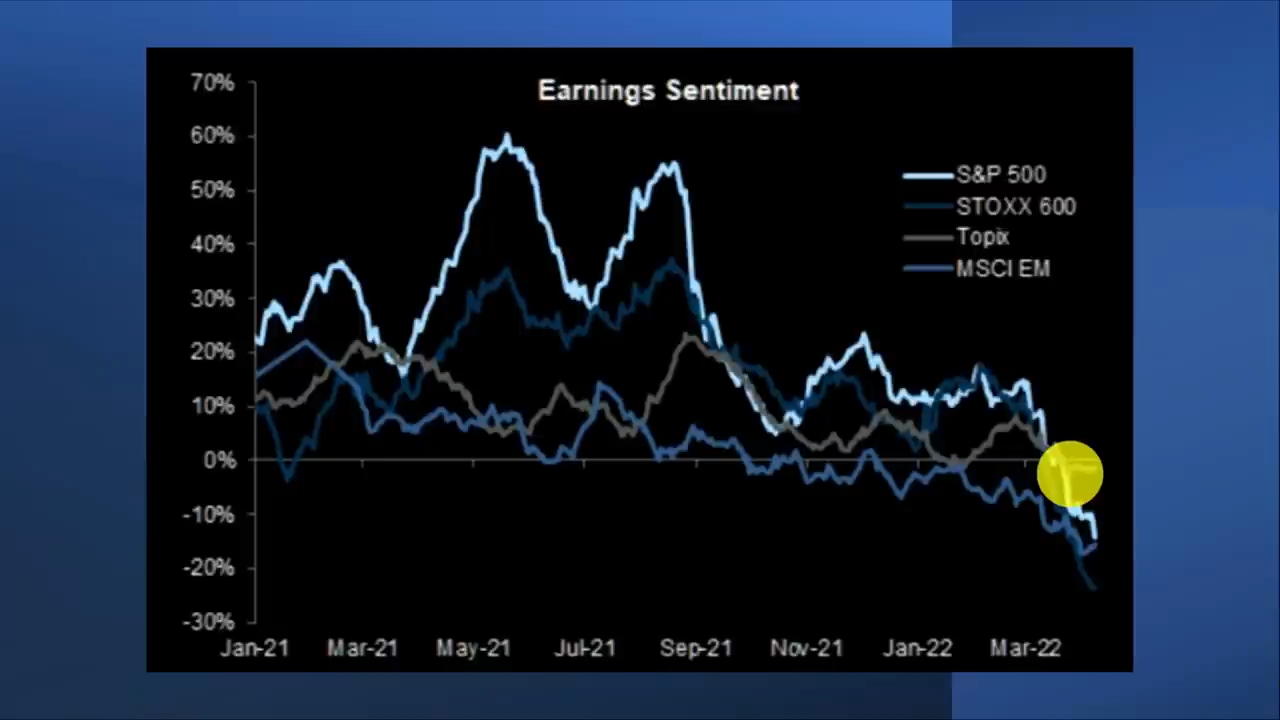 Earnings Sentiment
70%
60%
50%
40%
30%
20%
10%
0%
-10%
-20%
-30%
S&P 500
STOXX 600
Topix
MSCI EM
Jan-21 Mar-21 May-21 Jul-21 Sep-21 Nov-21 Jan-22 Mar-22